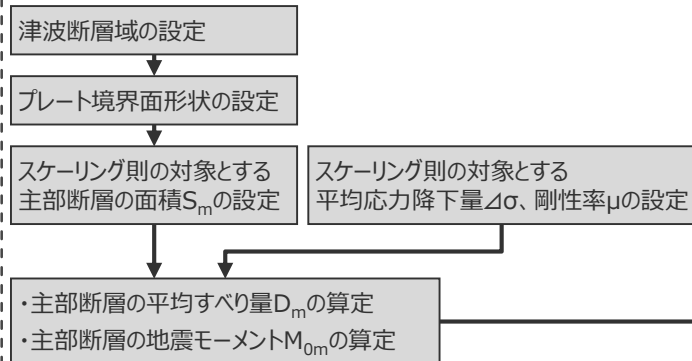 津波断層域の設定
プレート境界面形状の設定
スケーリング則の対象とする
主部断層の面積Smの設定
スケーリング則の対象とする
平均応力降下量⊿σ、剛性率μの設定
・主部断層の平均すべり量Dmの算定
・主部断層の地震モーメントM0mの算定